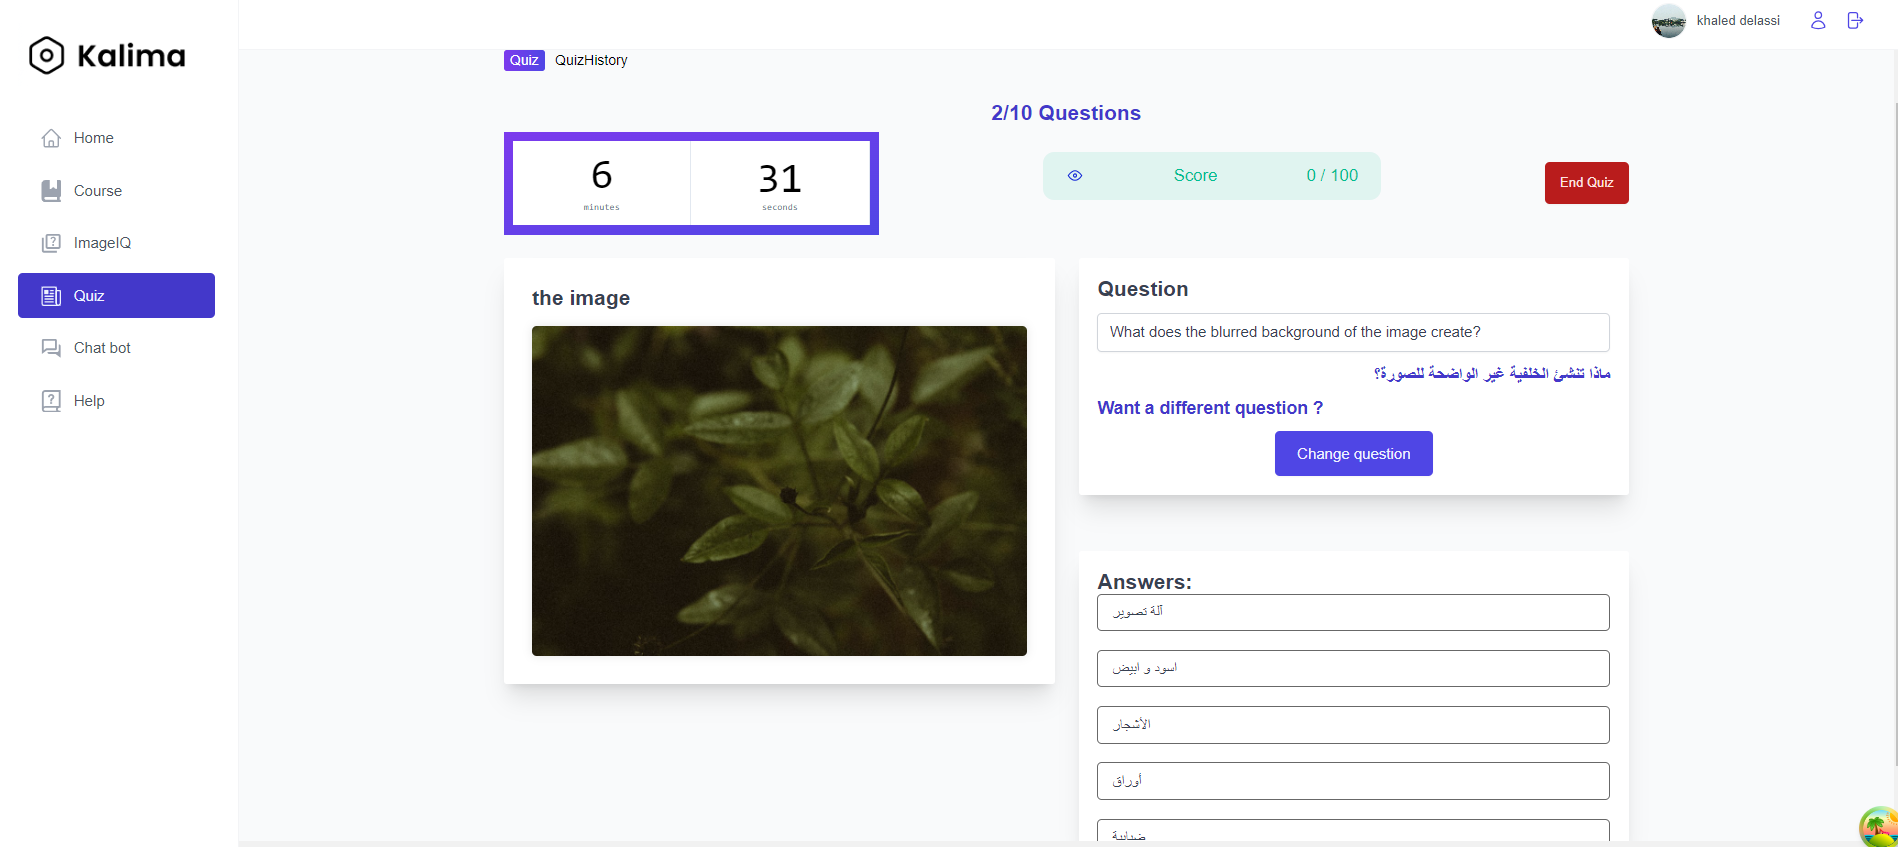 Kalima
khaled delassi
Home
Course
ImageIQ
Quiz
Chat bot
Help
Quiz QuizHistory
2/10 Questions
6 31
minutes seconds
Score 0 / 100
End Quiz
the image
Question
What does the blurred background of the image create?
ماذا تنشئ الخلفية غير الواضحة للصورة؟
Want a different question ?
Change question
Answers:
آلة تصوير
اسود و ابيض
الأشجار
أوراق
ضبابية